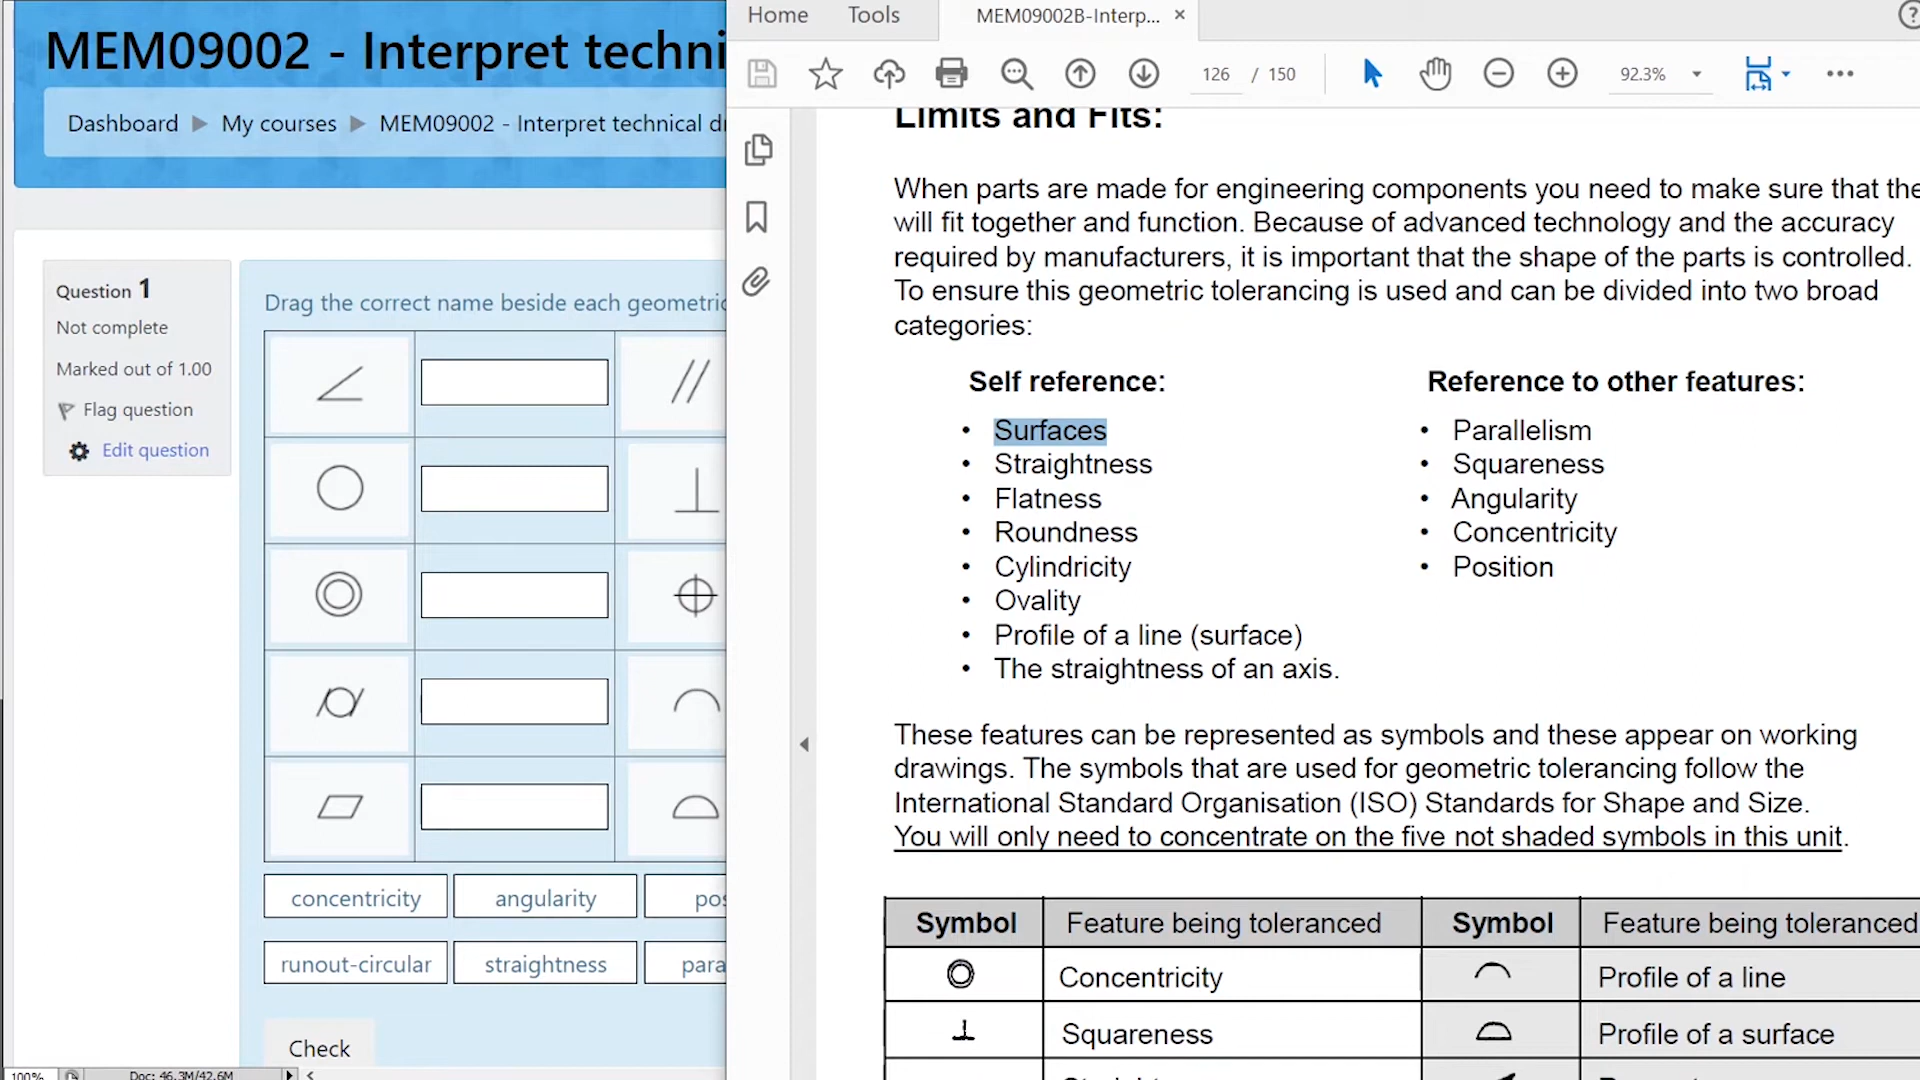 MEM09002 - Interpret techni
Dashboard ▶ My courses ▶ MEM09002 - Interpret technical d
Question 1
Not complete
Marked out of 1.00
Flag question
Edit question
Drag the correct name beside each geometric
concentricity
angularity
pos
runout-circular
straightness
para
Check
100%
Doc: 46.3M/42.6M
Home
Tools
MEM09002B-Interp... ×
126 / 150
92.3%
Limits and Fits:
When parts are made for engineering components you need to make sure that the
will fit together and function. Because of advanced technology and the accuracy
required by manufacturers, it is important that the shape of the parts is controlled.
To ensure this geometric tolerancing is used and can be divided into two broad
categories:
Self reference:
• Surfaces
• Straightness
• Flatness
• Roundness
• Cylindricity
• Ovality
• Profile of a line (surface)
• The straightness of an axis.
Reference to other features:
• Parallelism
• Squareness
• Angularity
• Concentricity
• Position
These features can be represented as symbols and these appear on working
drawings. The symbols that are used for geometric tolerancing follow the
International Standard Organisation (ISO) Standards for Shape and Size.
You will only need to concentrate on the five not shaded symbols in this unit.
Symbol
Feature being toleranced
Symbol
Feature being toleranced
Concentricity
Profile of a line
Squareness
Profile of a surface